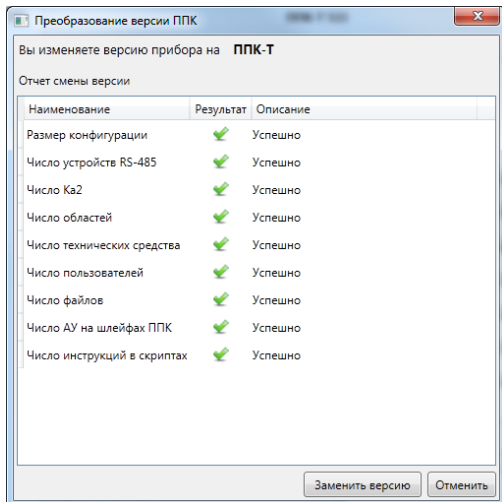 Преобразование версии ППК
Вы изменяете версию прибора на ППК-Т
Отчет смены версии
Наименование Результат Описание
Размер конфигурации Успешно
Число устройств RS-485 Успешно
Число Ka2 Успешно
Число областей Успешно
Число технических средства Успешно
Число пользователей Успешно
Число файлов Успешно
Число АУ на шлейфах ППК Успешно
Число инструкций в скриптах Успешно
Заменить версию Отменить